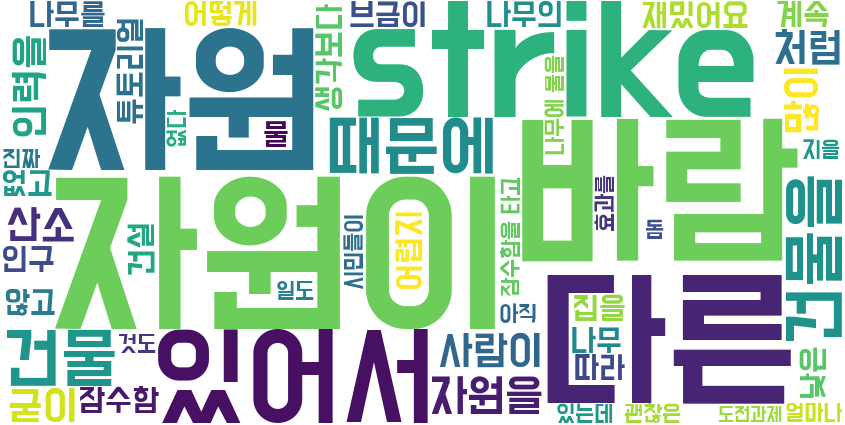 나무를
어떻게
브금이
나무의
재밌어요
계속
자원
strike
처럼
인력을
튜토리얼
생각보다
물을
많이
없다
물
때문에
나무에
지을
진짜
없고
자원이
바람
산소
건설
시민들이
어렵지
잠수함을 타고
효과를
돔
건물을
인구
일도
않고
아직
집을
다른
건물
것도
있어서
사람이
나무
따라
낮은
굳이
잠수함
자원을
있는데
괜찮은
도전과제
얼마나